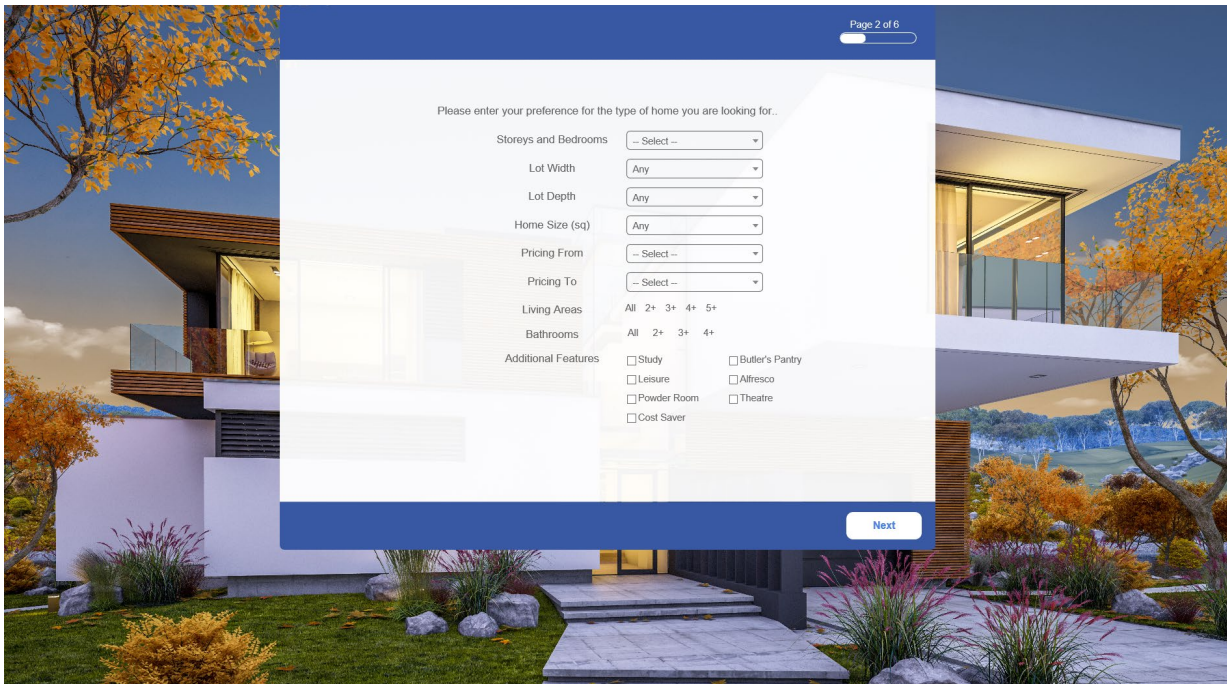 Page 2 of 6
Please enter your preference for the type of home you are looking for..
Storeys and Bedrooms -- Select --
Lot Width Any
Lot Depth Any
Home Size (sq) Any
Pricing From -- Select --
Pricing To -- Select --
Living Areas All 2+ 3+ 4+ 5+
Bathrooms All 2+ 3+ 4+
Additional Features Study Butler's Pantry
Leisure Alfresco
Powder Room Theatre
Cost Saver
Next